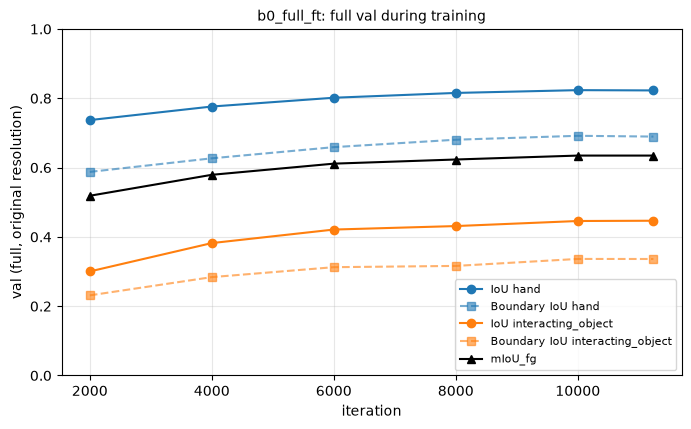 b0_full_ft: full val during training
val (full, original resolution)
1.0
0.8
0.6
0.4
0.2
0.0
2000 4000 6000 8000 10000
iteration
IoU hand
Boundary IoU hand
IoU interacting_object
Boundary IoU interacting_object
mIoU_fg